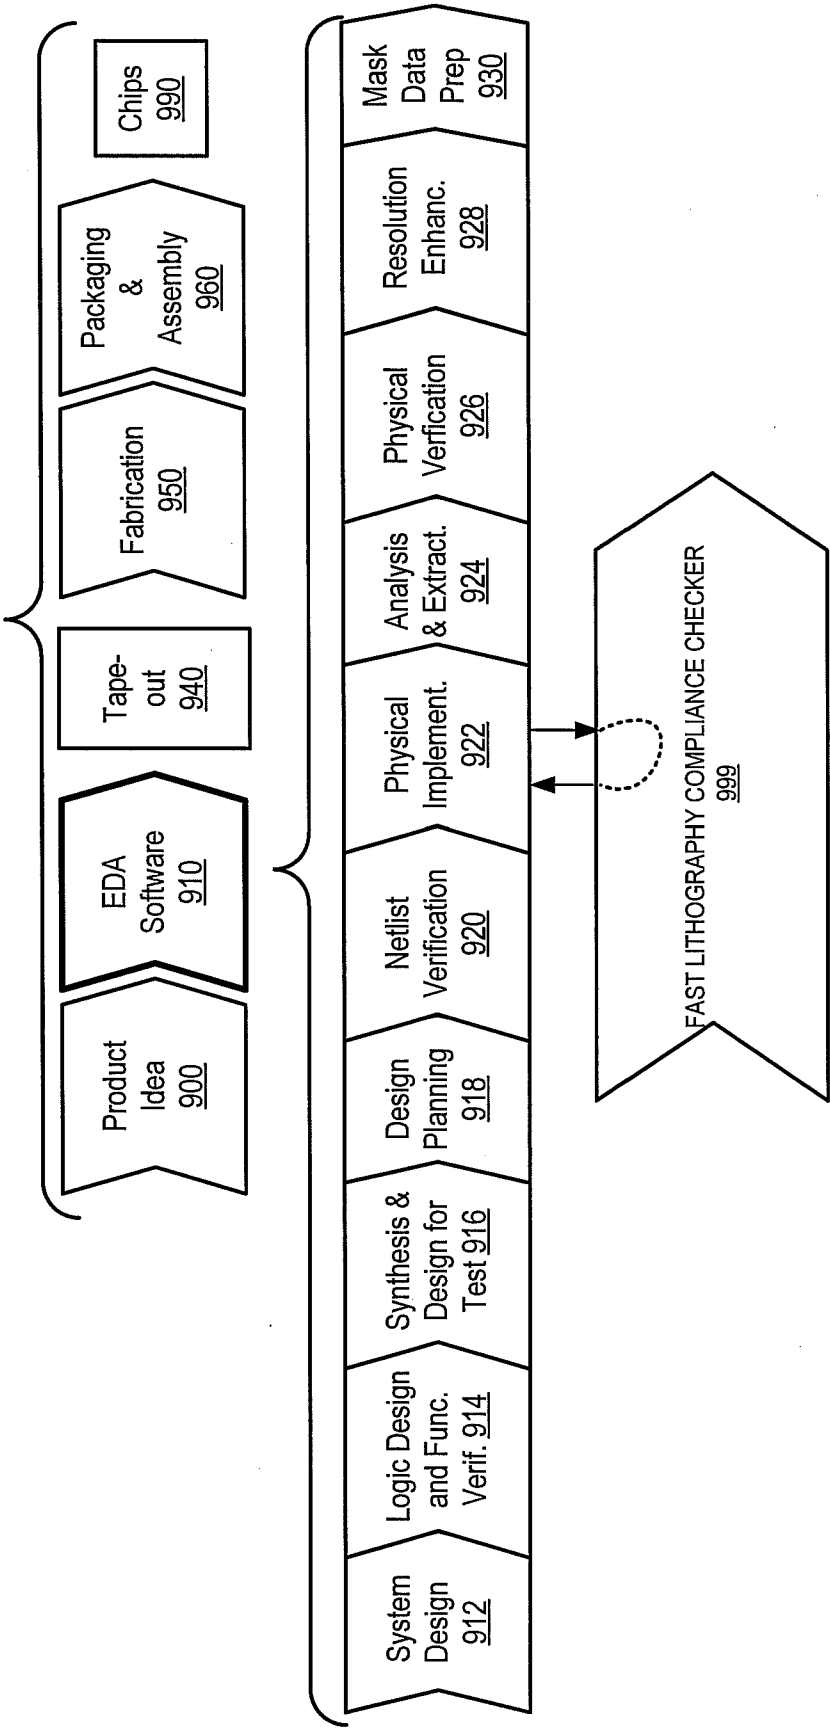 Product
Idea
900
EDA
Software
910
Tape-
out
940
Fabrication
950
Packaging
&
Assembly
960
Chips
990
System
Design
912
Logic Design
and Func.
Verif. 914
Synthesis &
Design for
Test 916
Design
Planning
918
Netlist
Verification
920
Physical
Implement.
922
Analysis
& Extract.
924
Physical
Verfication
926
Resolution
Enhanc.
928
Mask
Data
Prep
930
FAST LITHOGRAPHY COMPLIANCE CHECKER
999